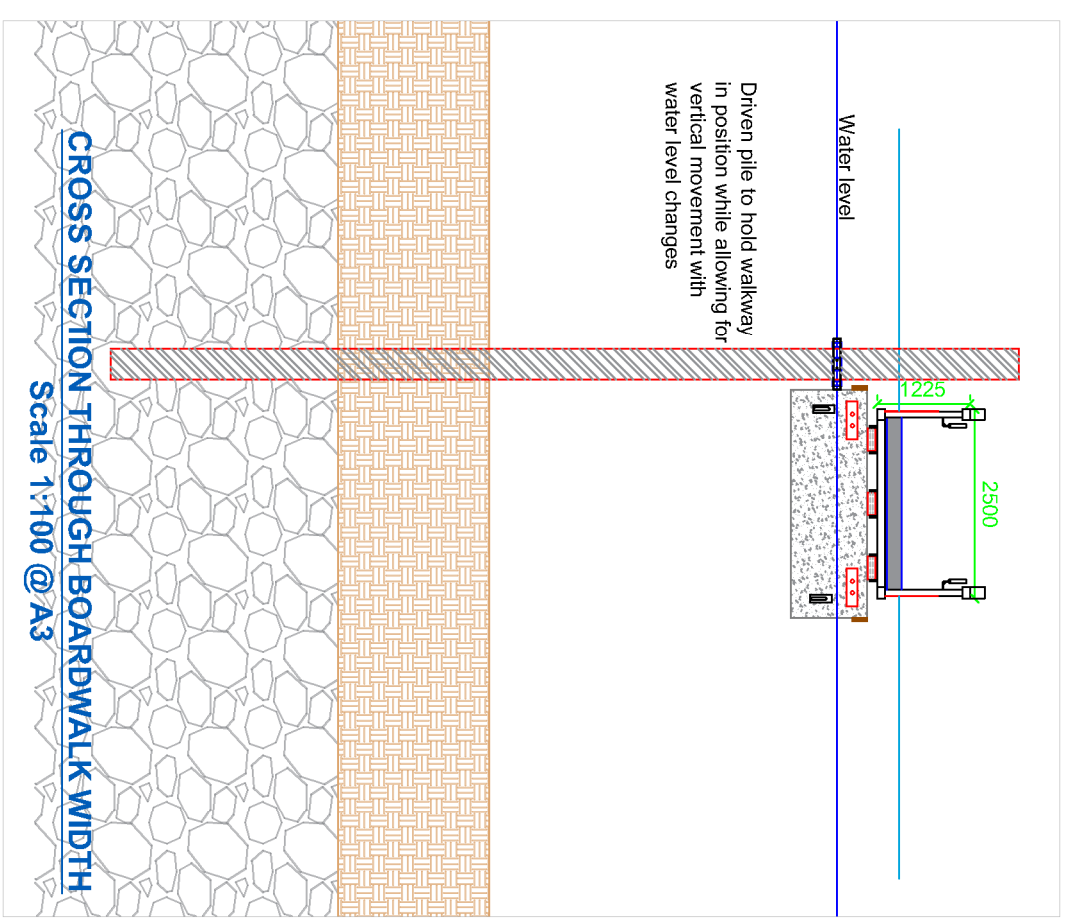 2500
1225
Water level
Driven pile to hold walkway
in position while allowing for
vertical movement with
water level changes
CROSS SECTION THROUGH BOARDWALK WIDTH
Scale 1:100 @ A3